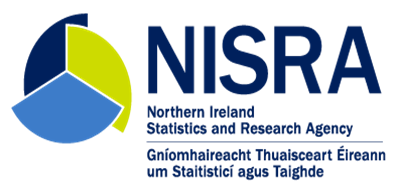 NISRA
Northern Ireland
Statistics and Research Agency
Gníomhaireacht Thuaisceart Éireann
um Staitisticí agus Taighde